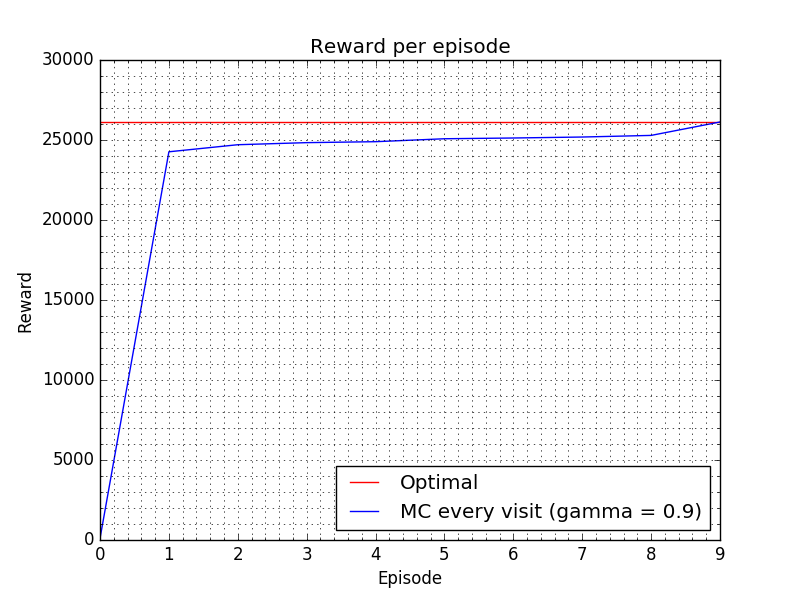 Reward per episode
30000
25000
20000
15000
10000
5000
0
Reward
Optimal
MC every visit (gamma = 0.9)
0 1 2 3 4 5 6 7 8 9
Episode